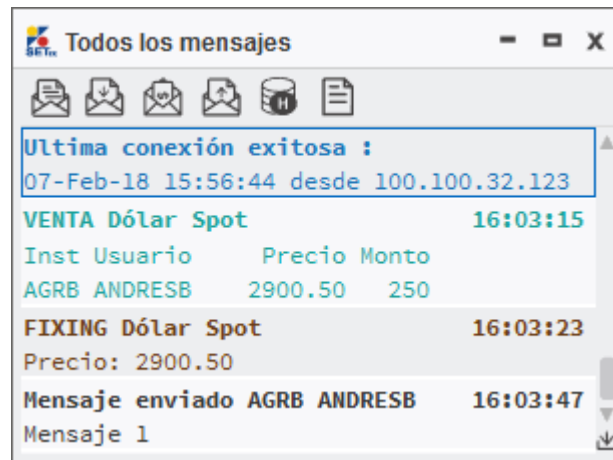 SETFX Todos los mensajes
H
Ultima conexión exitosa :
07-Feb-18 15:56:44 desde 100.100.32.123
VENTA Dólar Spot 16:03:15
Inst Usuario Precio Monto
AGRB ANDRESB 2900.50 250
FIXING Dólar Spot 16:03:23
Precio: 2900.50
Mensaje enviado AGRB ANDRESB 16:03:47
Mensaje 1